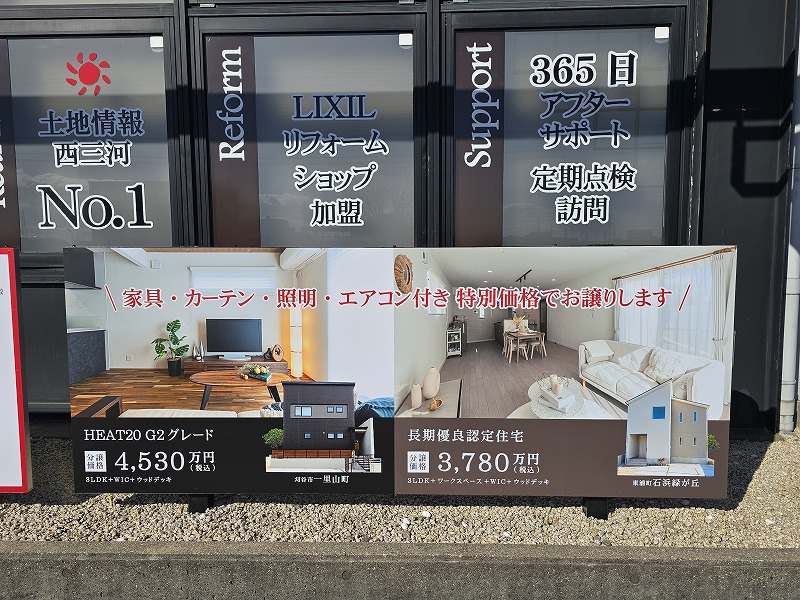 土地情報
西三河
No.1
Reform
LIXIL
リフォーム
ショップ
加盟
Support
365日
アフター
サポート
定期点検
訪問
\ 家具・カーテン・照明・エアコン付き 特別価格でお譲りします /
HEAT20 G2グレード
分譲価格 4,530万円(税込)
3LDK+WIC+ウッドデッキ
刈谷市一里山町
長期優良認定住宅
分譲価格 3,780万円(税込)
3LDK+ワークスペース+WIC+ウッドデッキ
東浦町石浜緑が丘